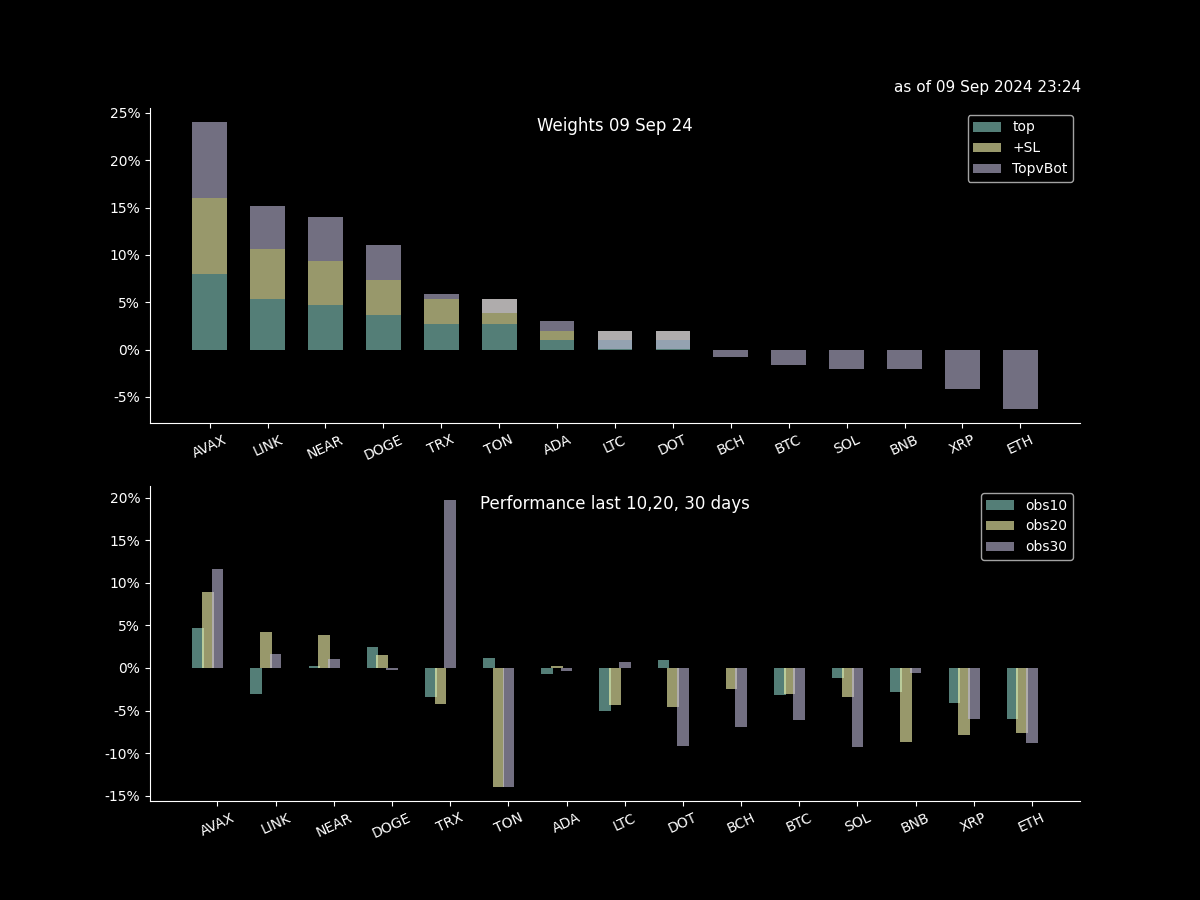 as of 09 Sep 2024 23:24
Weights 09 Sep 24
top
+SL
TopvBot
25%
20%
15%
10%
5%
0%
-5%
AVAX LINK NEAR DOGE TRX TON ADA LTC DOT BCH BTC SOL BNB XRP ETH
Performance last 10,20, 30 days
obs10
obs20
obs30
20%
15%
10%
5%
0%
-5%
-10%
-15%
AVAX LINK NEAR DOGE TRX TON ADA LTC DOT BCH BTC SOL BNB XRP ETH